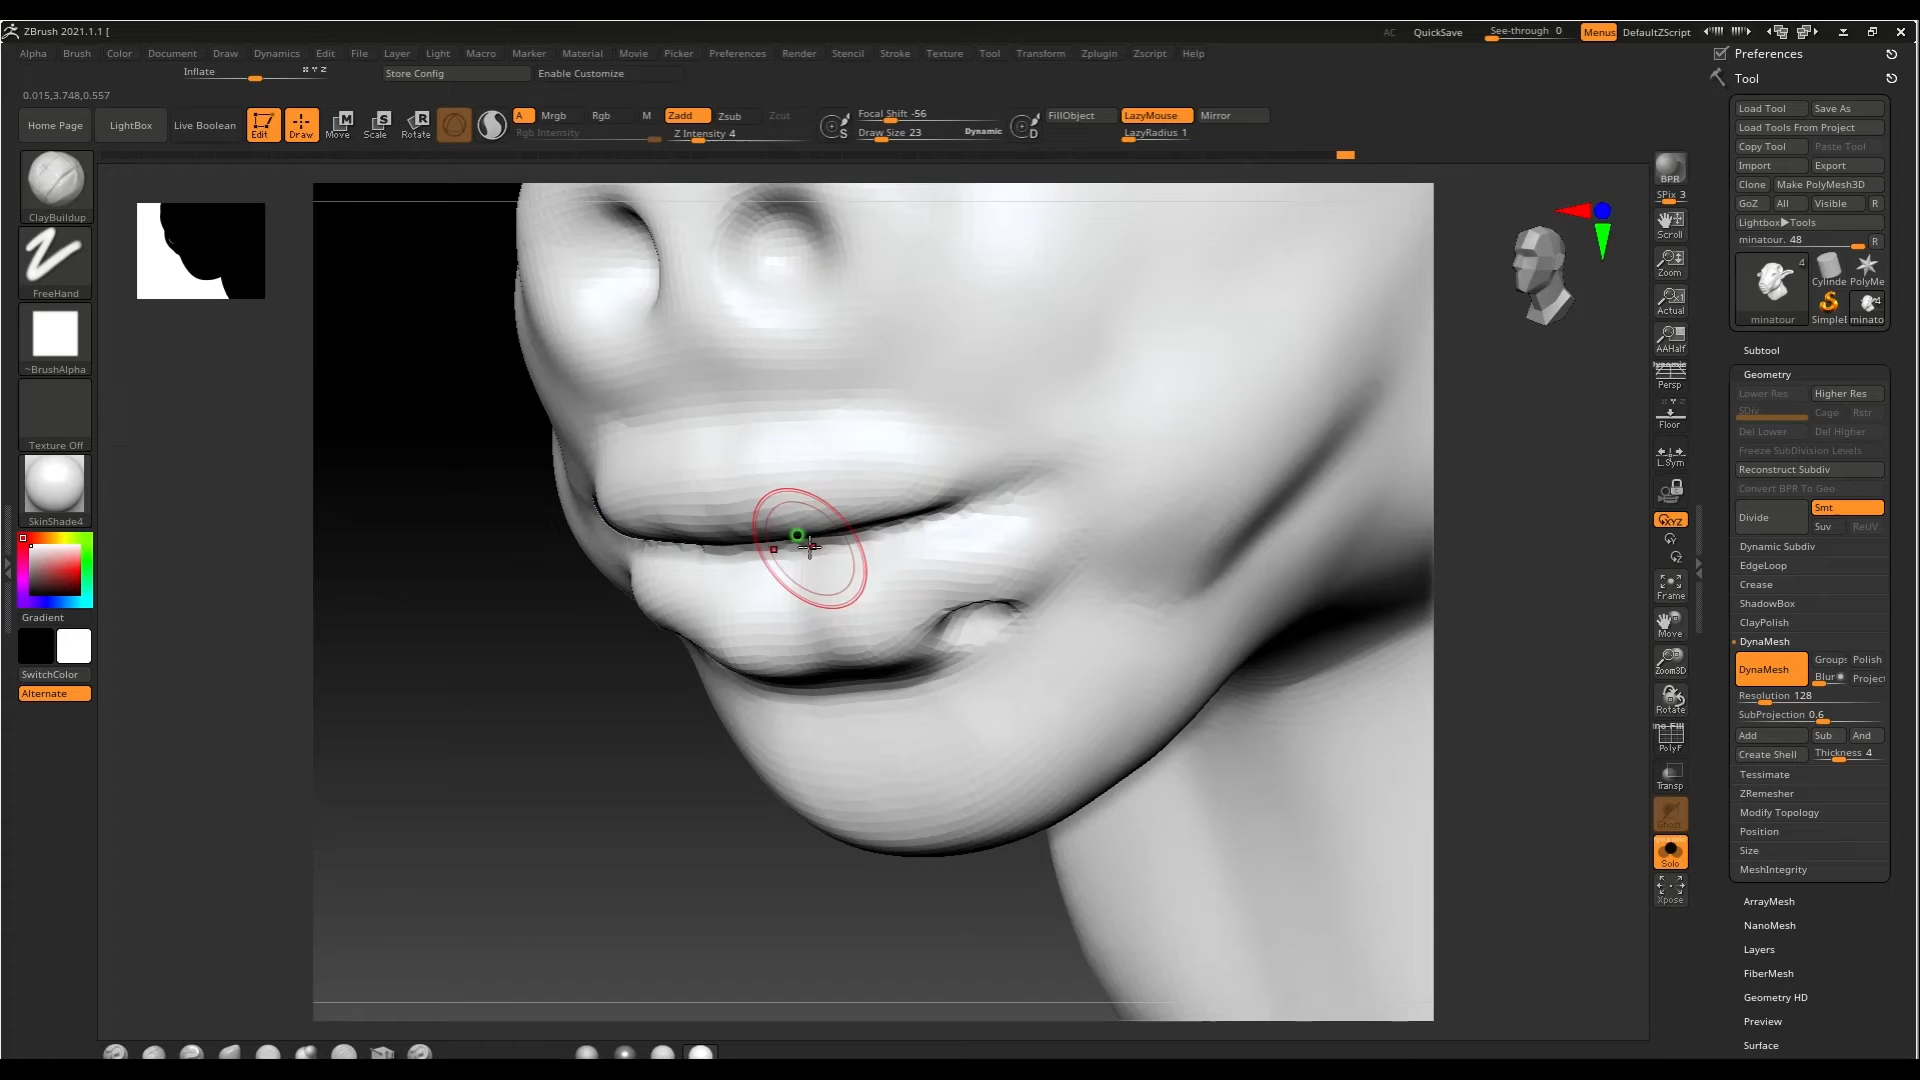 ZBrush 2021.1.1 [
AC QuickSave See-through 0 Menus DefaultZScript
Alpha Brush Color Document Draw Dynamics Edit File Layer Light Macro Marker Material Movie Picker Preferences Render Stencil Stroke Texture Tool Transform Zplugin Zscript Help
Inflate X Y Z Store Config Enable Customize
0.015,3.748,0.557
Home Page LightBox Live Boolean Edit Draw Move Scale Rotate
A Mrgb Rgb M Zadd Zsub Zcut
Rgb Intensity Z Intensity 4
S Focal Shift -56
Draw Size 23 Dynamic
D FillObject LazyMouse Mirror
LazyRadius 1
ClayBuildup
FreeHand
~BrushAlpha
Texture Off
SkinShade4
Gradient
SwitchColor
Alternate
BPR
SPix 3
Scroll
Zoom
Actual
AAHalf
Dynamic
Persp
Floor
L.Sym
XYZ
Frame
Move
Zoom3D
Rotate
PolyF
Transp
Ghost
Solo
Xpose
Preferences
Tool
Load Tool Save As
Load Tools From Project
Copy Tool Paste Tool
Import Export
Clone Make PolyMesh3D
GoZ All Visible R
Lightbox▶Tools
minatour. 48 R
4 Cylinde PolyMe
4
minatour SimpleB minato
Subtool
Geometry
Lower Res Higher Res
SDiv Cage Rstr
Del Lower Del Higher
Freeze SubDivision Levels
Reconstruct Subdiv
Convert BPR To Geo
Divide Smt
Suv ReUV
Dynamic Subdiv
EdgeLoop
Crease
ShadowBox
ClayPolish
DynaMesh
DynaMesh Groups Polish
Blur Project
Resolution 128
SubProjection 0.6
Add Sub And
Create Shell Thickness 4
Tessimate
ZRemesher
Modify Topology
Position
Size
MeshIntegrity
ArrayMesh
NanoMesh
Layers
FiberMesh
Geometry HD
Preview
Surface